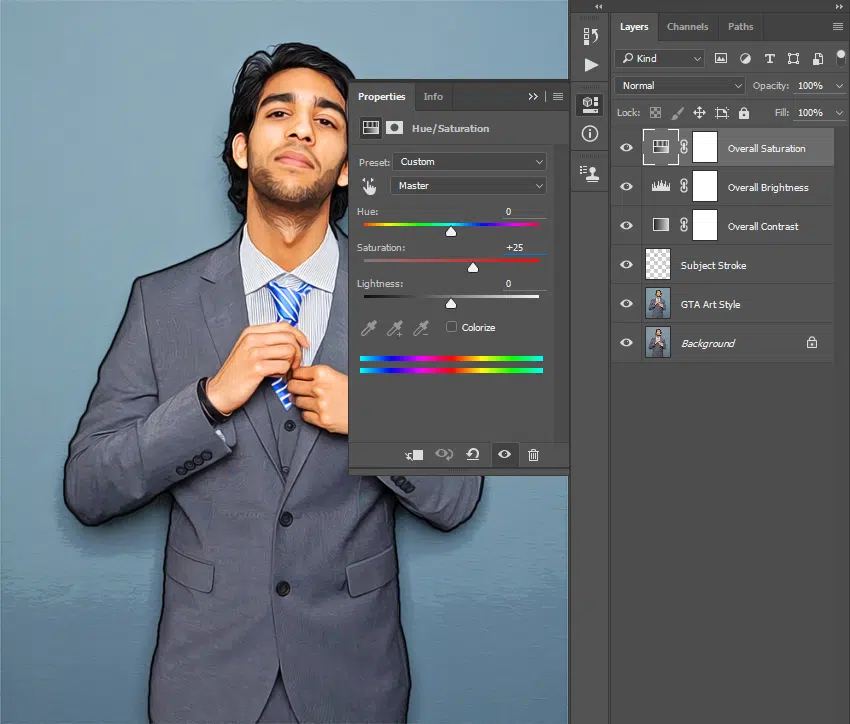 Properties
Info
Hue/Saturation
Preset: Custom
Master
Hue: 0
Saturation: +25
Lightness: 0
Colorize
Layers
Channels
Paths
Kind
Normal
Opacity: 100%
Lock:
Fill: 100%
Overall Saturation
Overall Brightness
Overall Contrast
Subject Stroke
GTA Art Style
Background